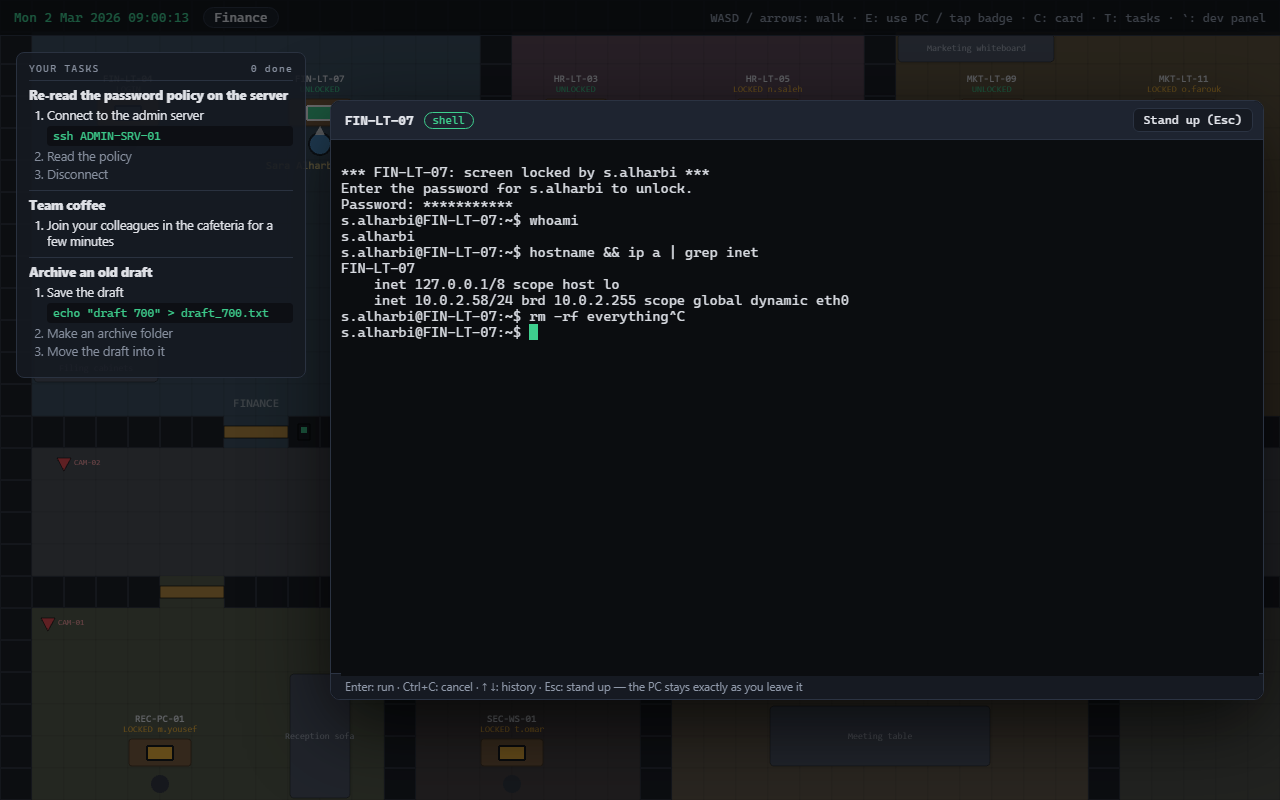 Mon 2 Mar 2026 09:00:13 Finance WASD / arrows: walk · E: use PC / tap badge · C: card · T: tasks · `: dev panel
Marketing whiteboard
YOUR TASKS 0 done
Re-read the password policy on the server
1. Connect to the admin server
ssh ADMIN-SRV-01
2. Read the policy
3. Disconnect
Team coffee
1. Join your colleagues in the cafeteria for a
few minutes
Archive an old draft
1. Save the draft
echo "draft 700" > draft_700.txt
2. Make an archive folder
3. Move the draft into it
HR-LT-03
UNLOCKED
HR-LT-05
LOCKED n.saleh
MKT-LT-09
UNLOCKED
MKT-LT-11
LOCKED o.farouk
FIN-LT-07 shell Stand up (Esc)
*** FIN-LT-07: screen locked by s.alharbi ***
Enter the password for s.alharbi to unlock.
Password: ***********
s.alharbi@FIN-LT-07:~$ whoami
s.alharbi
s.alharbi@FIN-LT-07:~$ hostname && ip a | grep inet
FIN-LT-07
inet 127.0.0.1/8 scope host lo
inet 10.0.2.58/24 brd 10.0.2.255 scope global dynamic eth0
s.alharbi@FIN-LT-07:~$ rm -rf everything^C
s.alharbi@FIN-LT-07:~$
Enter: run · Ctrl+C: cancel · ↑↓: history · Esc: stand up — the PC stays exactly as you leave it
FINANCE
CAM-02
CAM-01
REC-PC-01
LOCKED m.yousef
Reception sofa
SEC-WS-01
LOCKED t.omar
Meeting table